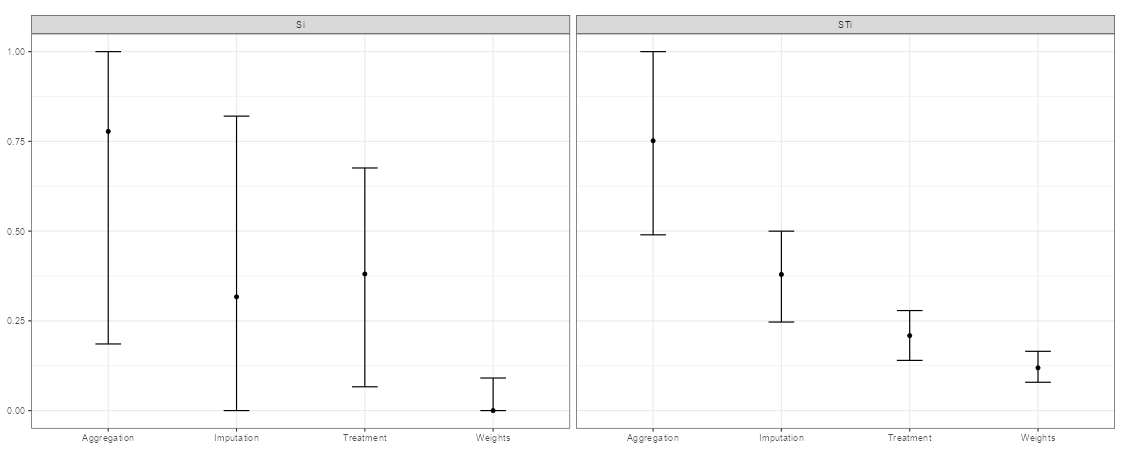 Si
STi
1.00
0.75
0.50
0.25
0.00
Aggregation Imputation Treatment Weights
Aggregation Imputation Treatment Weights